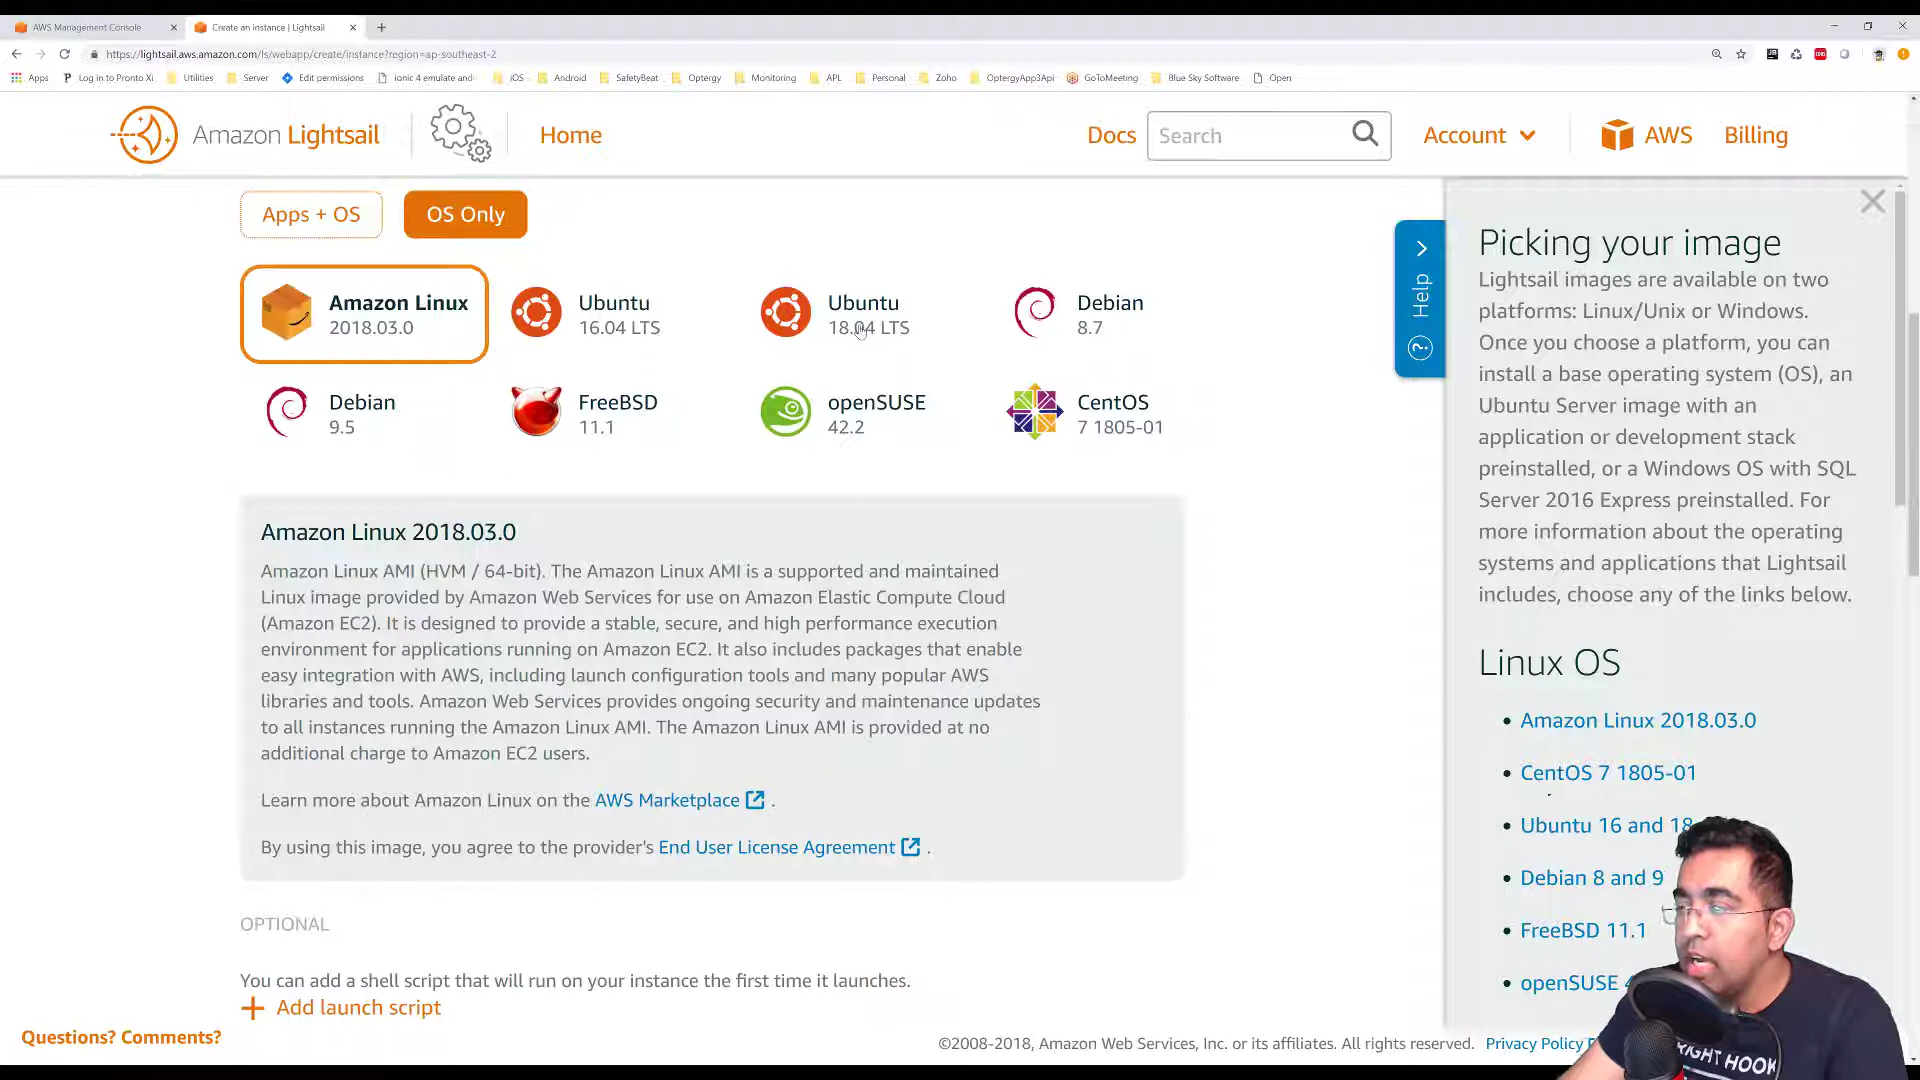 AWS Management Console
Create an instance | Lightsail
https://lightsail.aws.amazon.com/ls/webapp/create/instance?region=ap-southeast-2
Apps
Log in to Pronto Xi
Utilities
Server
Edit permissions
ionic 4 emulate and
iOS
Android
SafetyBeat
Optergy
Monitoring
APL
Personal
Zoho
OptergyApp3Api
GoToMeeting
Blue Sky Software
Open
Amazon Lightsail
Home
Docs
Search
Account
AWS
Billing
Apps + OS
OS Only
Amazon Linux
2018.03.0
Ubuntu
16.04 LTS
Ubuntu
18.04 LTS
Debian
8.7
Debian
9.5
FreeBSD
11.1
openSUSE
42.2
CentOS
7 1805-01
Amazon Linux 2018.03.0
Amazon Linux AMI (HVM / 64-bit). The Amazon Linux AMI is a supported and maintained
Linux image provided by Amazon Web Services for use on Amazon Elastic Compute Cloud
(Amazon EC2). It is designed to provide a stable, secure, and high performance execution
environment for applications running on Amazon EC2. It also includes packages that enable
easy integration with AWS, including launch configuration tools and many popular AWS
libraries and tools. Amazon Web Services provides ongoing security and maintenance updates
to all instances running the Amazon Linux AMI. The Amazon Linux AMI is provided at no
additional charge to Amazon EC2 users.
Learn more about Amazon Linux on the AWS Marketplace .
By using this image, you agree to the provider's End User License Agreement .
OPTIONAL
You can add a shell script that will run on your instance the first time it launches.
+ Add launch script
Questions? Comments?
©2008-2018, Amazon Web Services, Inc. or its affiliates. All rights reserved.
Privacy Policy
? Help
Picking your image
Lightsail images are available on two
platforms: Linux/Unix or Windows.
Once you choose a platform, you can
install a base operating system (OS), an
Ubuntu Server image with an
application or development stack
preinstalled, or a Windows OS with SQL
Server 2016 Express preinstalled. For
more information about the operating
systems and applications that Lightsail
includes, choose any of the links below.
Linux OS
• Amazon Linux 2018.03.0
• CentOS 7 1805-01
• Ubuntu 16 and 18
• Debian 8 and 9
• FreeBSD 11.1
• openSUSE
RIGHT HOOK